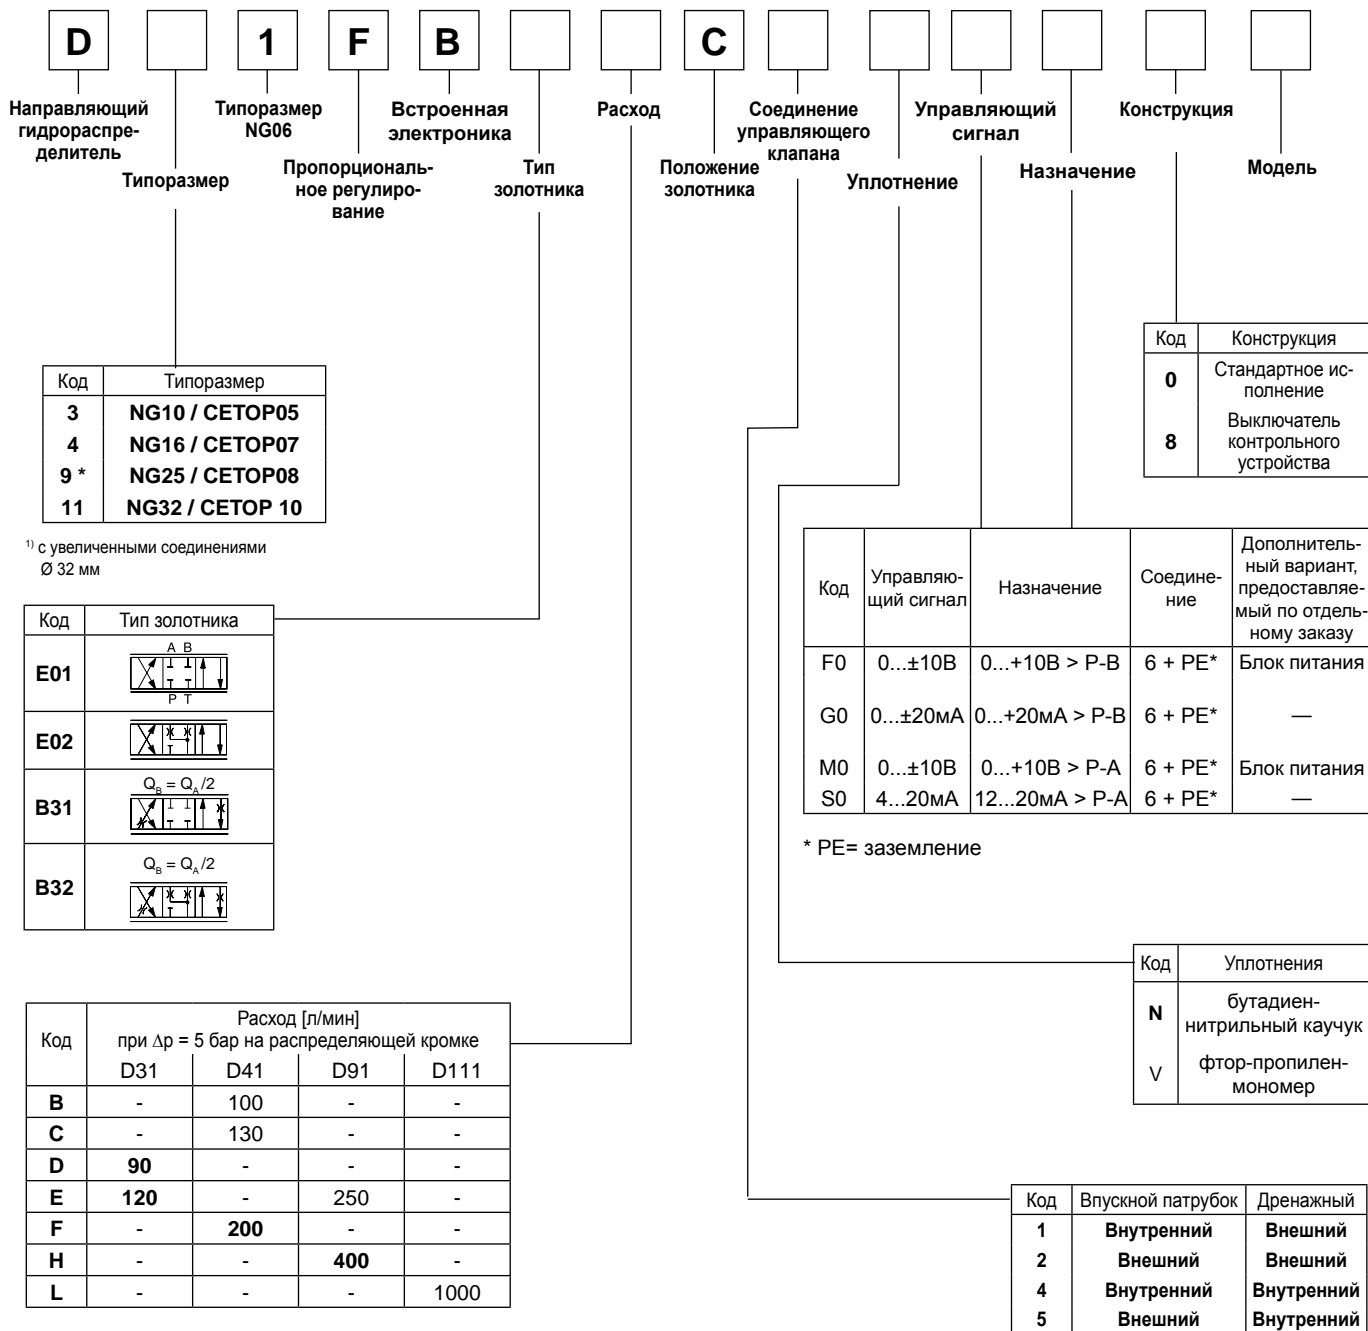 D 1 F B C
Направляющий
гидрораспре-
делитель
Типоразмер
Типоразмер
NG06
Пропорциональ-
ное регулиро-
вание
Встроенная
электроника
Тип
золотника
Расход
Положение
золотника
Соединение
управляющего
клапана
Уплотнение
Управляющий
сигнал
Назначение
Конструкция
Модель
Код Конструкция
0 Стандартное ис-
полнение
8 Выключатель
контрольного
устройства
Код Типоразмер
3 NG10 / CETOP05
4 NG16 / CETOP07
9 * NG25 / CETOP08
11 NG32 / CETOP 10
1) с увеличенными соединениями
Ø 32 мм
Код Управляю-
щий сигнал Назначение Соедине-
ние Дополнитель-
ный вариант,
предоставляе-
мый по отдель-
ному заказу
F0 0...±10В 0...+10В > P-B 6 + PE* Блок питания
G0 0...±20мА 0...+20мА > P-B 6 + PE* —
M0 0...±10В 0...+10В > P-A 6 + PE* Блок питания
S0 4...20мА 12...20мА > P-A 6 + PE* —
* PE= заземление
Код Тип золотника
E01 A B
P T
E02
B31 QB = QA/2
B32 QB = QA/2
Код Уплотнения
N бутадиен-
нитрильный каучук
V фтор-пропилен-
мономер
Код Расход [л/мин]
при Δp = 5 бар на распределяющей кромке
D31 D41 D91 D111
B - 100 - -
C - 130 - -
D 90 - - -
E 120 - 250 -
F - 200 - -
H - - 400 -
L - - - 1000
Код Впускной патрубок Дренажный
1 Внутренний Внешний
2 Внешний Внешний
4 Внутренний Внутренний
5 Внешний Внутренний